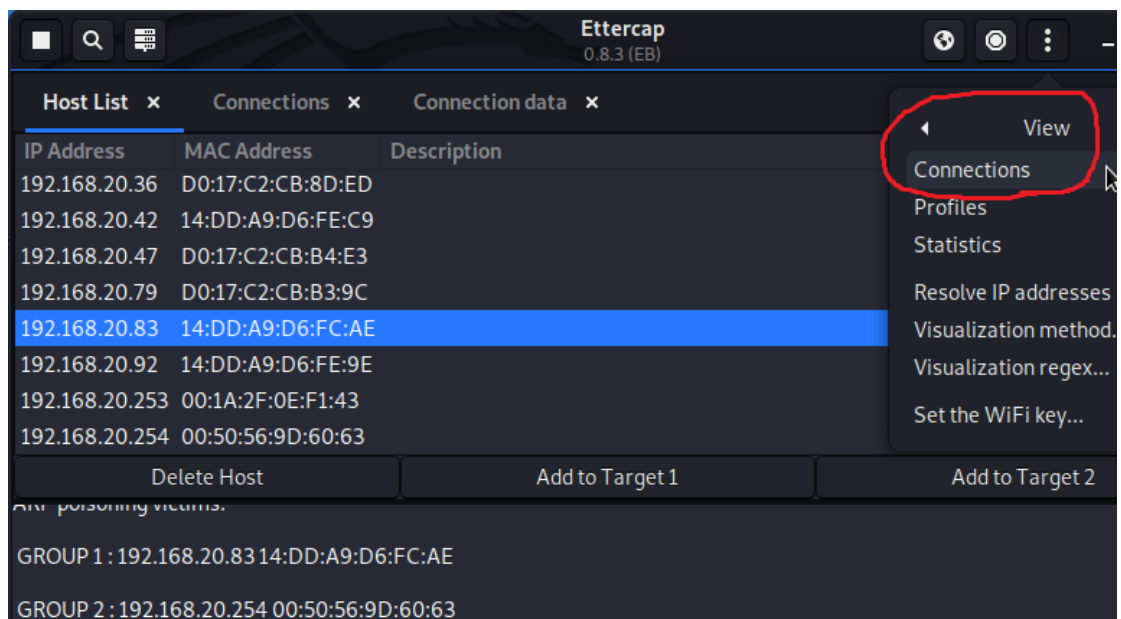 Ettercap
0.8.3 (EB)
Host List × Connections × Connection data ×
IP Address MAC Address Description
192.168.20.36 D0:17:C2:CB:8D:ED
192.168.20.42 14:DD:A9:D6:FE:C9
192.168.20.47 D0:17:C2:CB:B4:E3
192.168.20.79 D0:17:C2:CB:B3:9C
192.168.20.83 14:DD:A9:D6:FC:AE
192.168.20.92 14:DD:A9:D6:FE:9E
192.168.20.253 00:1A:2F:0E:F1:43
192.168.20.254 00:50:56:9D:60:63
View
Connections
Profiles
Statistics
Resolve IP addresses
Visualization method.
Visualization regex...
Set the WiFi key...
Delete Host Add to Target 1 Add to Target 2
ARP poisoning victims:
GROUP 1 : 192.168.20.83 14:DD:A9:D6:FC:AE
GROUP 2 : 192.168.20.254 00:50:56:9D:60:63